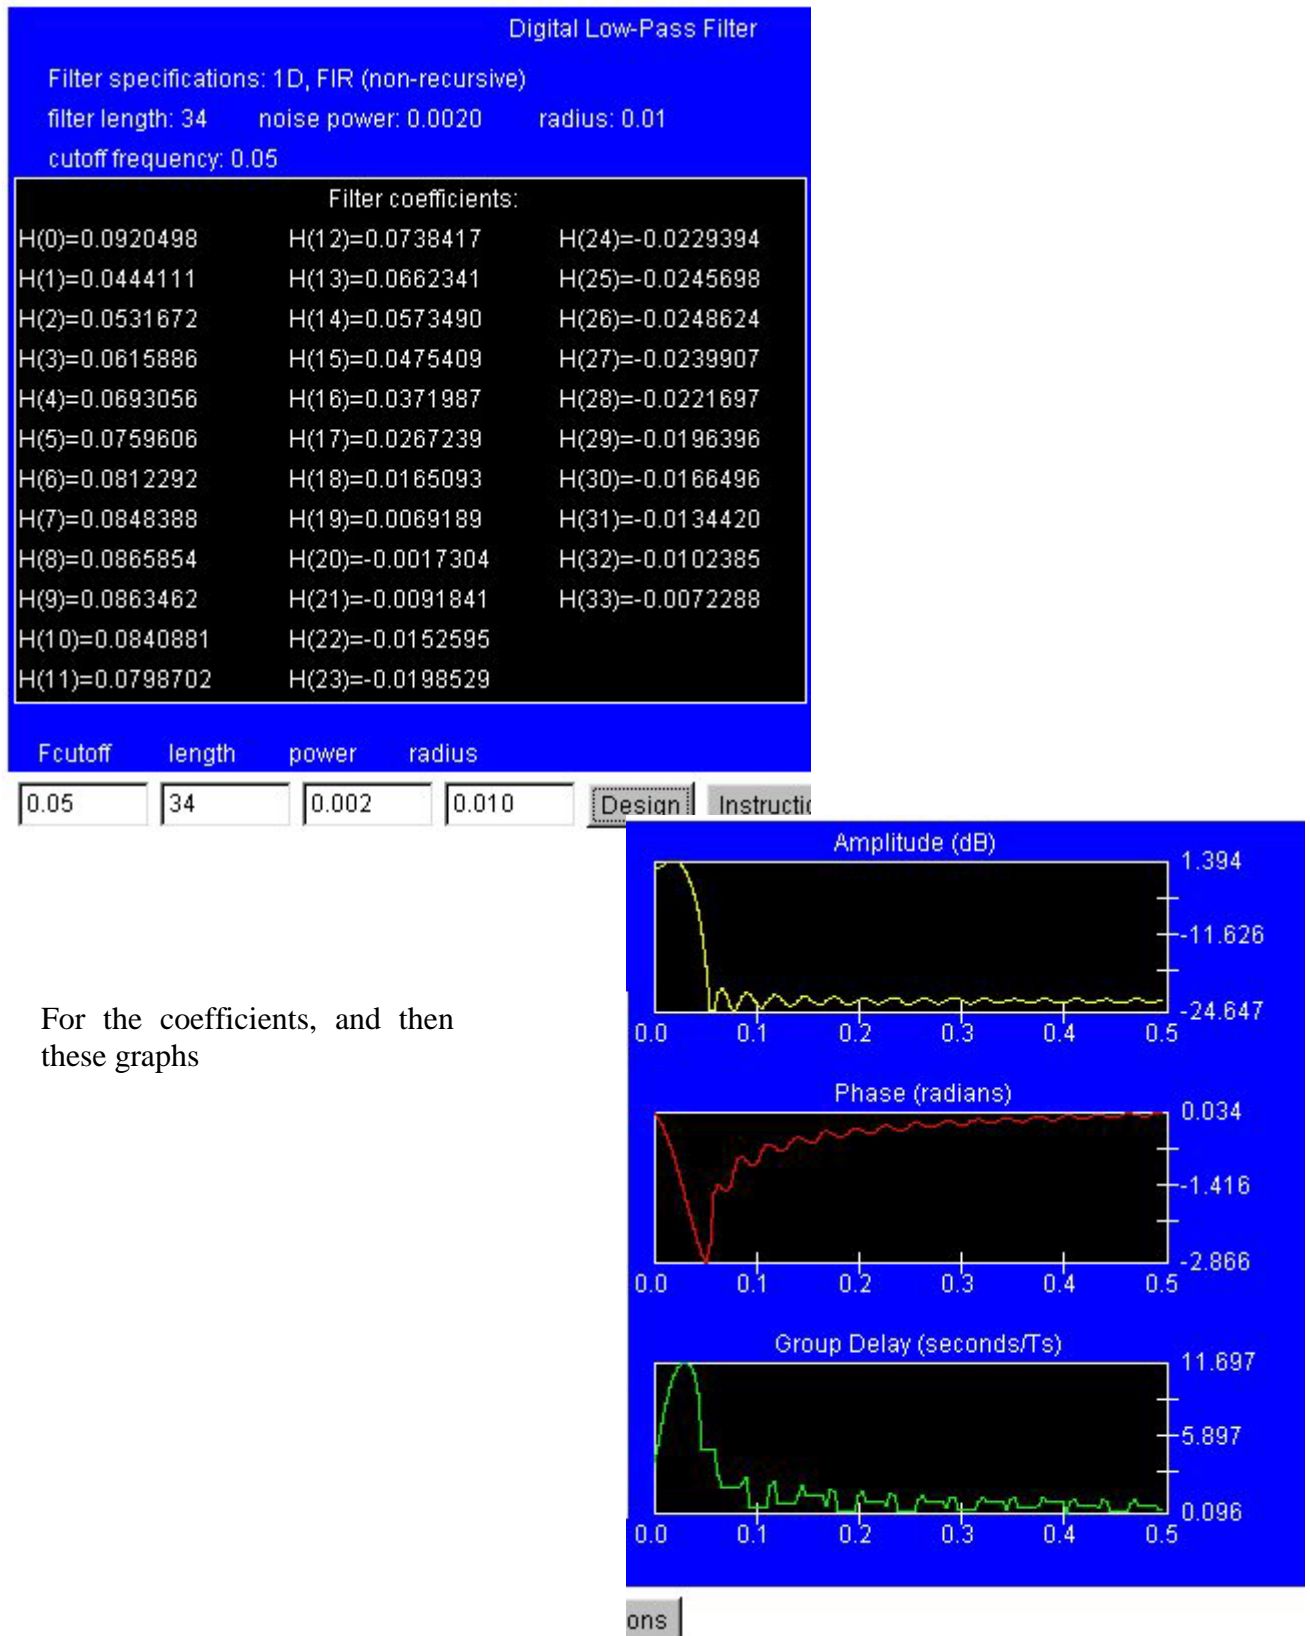 Digital Low-Pass Filter
Filter specifications: 1D, FIR (non-recursive)
filter length: 34 noise power: 0.0020 radius: 0.01
cutoff frequency: 0.05
Filter coefficients:
H(0)=0.0920498 H(12)=0.0738417 H(24)=-0.0229394
H(1)=0.0444111 H(13)=0.0662341 H(25)=-0.0245698
H(2)=0.0531672 H(14)=0.0573490 H(26)=-0.0248624
H(3)=0.0615886 H(15)=0.0475409 H(27)=-0.0239907
H(4)=0.0693056 H(16)=0.0371987 H(28)=-0.0221697
H(5)=0.0759606 H(17)=0.0267239 H(29)=-0.0196396
H(6)=0.0812292 H(18)=0.0165093 H(30)=-0.0166496
H(7)=0.0848388 H(19)=0.0069189 H(31)=-0.0134420
H(8)=0.0865854 H(20)=-0.0017304 H(32)=-0.0102385
H(9)=0.0863462 H(21)=-0.0091841 H(33)=-0.0072288
H(10)=0.0840881 H(22)=-0.0152595
H(11)=0.0798702 H(23)=-0.0198529
Fcutoff length power radius
0.05 34 0.002 0.010 Design Instructio
For the coefficients, and then
these graphs
Amplitude (dB)
1.394
-11.626
-24.647
0.0 0.1 0.2 0.3 0.4 0.5
Phase (radians)
0.034
-1.416
-2.866
0.0 0.1 0.2 0.3 0.4 0.5
Group Delay (seconds/Ts)
11.697
5.897
0.096
0.0 0.1 0.2 0.3 0.4 0.5
ons